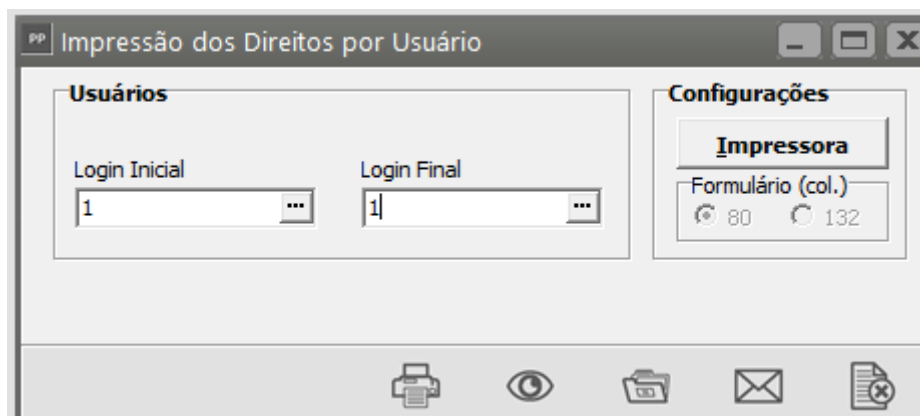 PP Impressão dos Direitos por Usuário
Usuários
Login Inicial
1 ...
Login Final
1 ...
Configurações
Impressora
Formulário (col.)
80 132